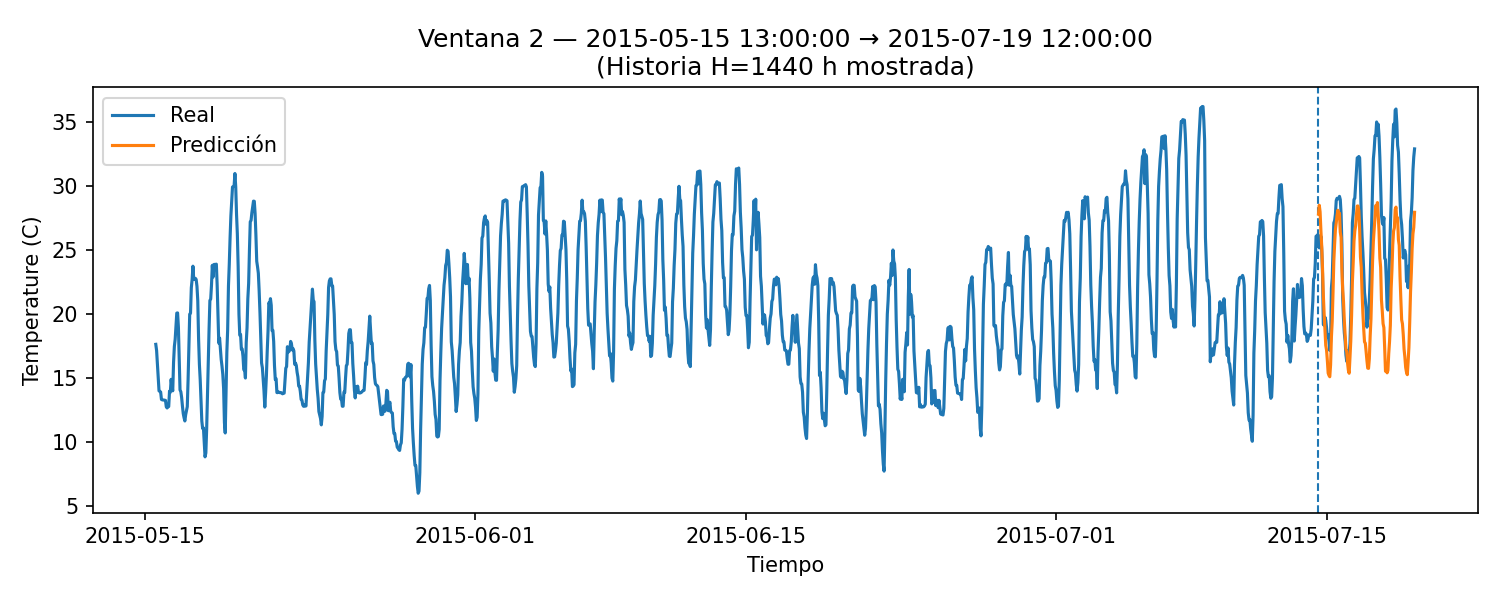 Ventana 2 — 2015-05-15 13:00:00 → 2015-07-19 12:00:00
(Historia H=1440 h mostrada)
Real
Predicción
Temperature (C)
35
30
25
20
15
10
5
2015-05-15
2015-06-01
2015-06-15
2015-07-01
2015-07-15
Tiempo